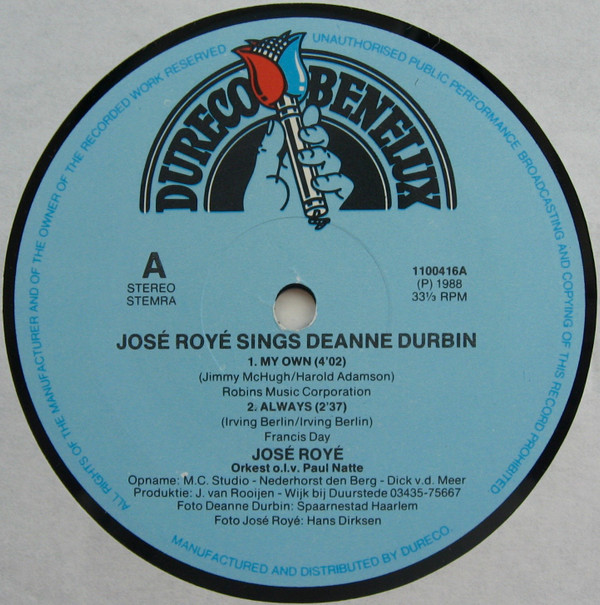 ALL RIGHTS OF THE MANUFACTURER AND OF THE OWNER OF THE RECORDED WORK RESERVED
UNAUTHORISED PUBLIC PERFORMANCE BROADCASTING AND COPYING OF THIS RECORD PROHIBITED.
DURECO BENELUX
A
STEREO
STEMRA
1100416A
(P) 1988
33⅓ RPM
JOSÉ ROYÉ SINGS DEANNE DURBIN
1. MY OWN (4'02)
(Jimmy McHugh/Harold Adamson)
Robins Music Corporation
2. ALWAYS (2'37)
(Irving Berlin/Irving Berlin)
Francis Day
JOSÉ ROYÉ
Orkest o.l.v. Paul Natte
Opname: M.C. Studio - Nederhorst den Berg - Dick v.d. Meer
Produktie: J. van Rooijen - Wijk bij Duurstede 03435-75667
Foto Deanne Durbin: Spaarnestad Haarlem
Foto José Royé: Hans Dirksen
MANUFACTURED AND DISTRIBUTED BY DURECO.